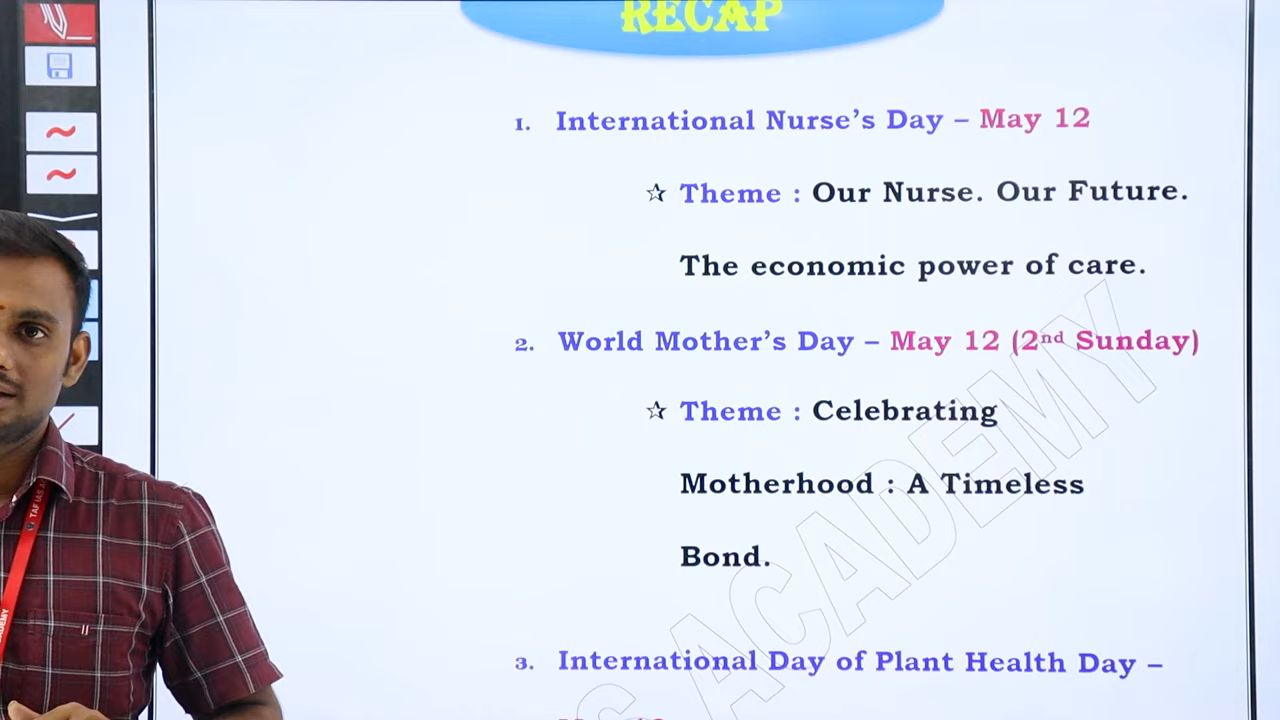 RECAP
1. International Nurse's Day – May 12
☆ Theme : Our Nurse. Our Future.
The economic power of care.
2. World Mother's Day – May 12 (2nd Sunday)
☆ Theme : Celebrating
Motherhood : A Timeless
Bond.
3. International Day of Plant Health Day –
S ACADEMY